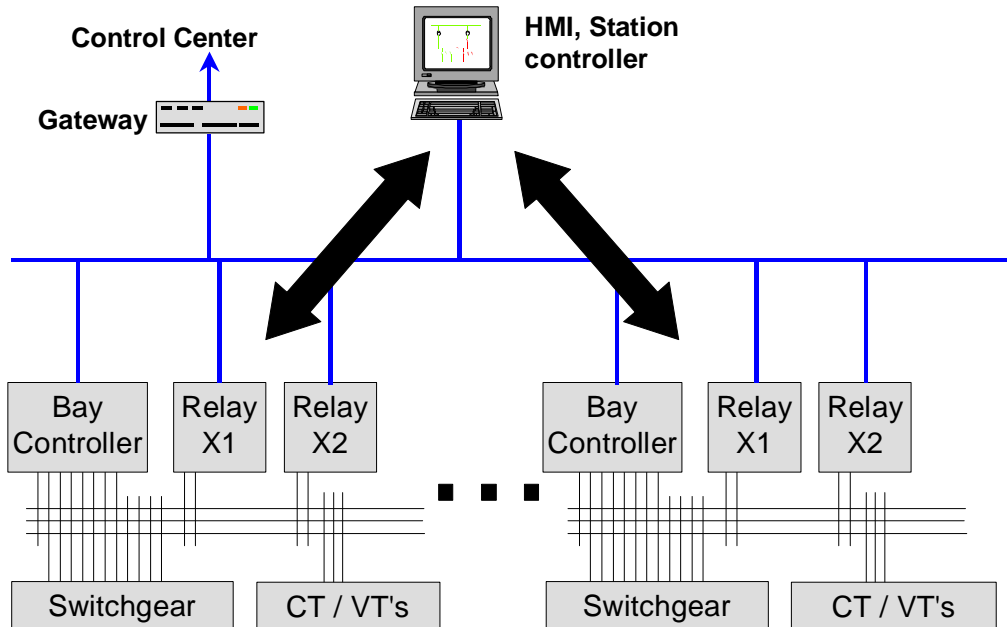 Control Center
HMI, Station
controller
Gateway
Bay
Controller
Relay
X1
Relay
X2
Bay
Controller
Relay
X1
Relay
X2
Switchgear
CT / VT's
Switchgear
CT / VT's